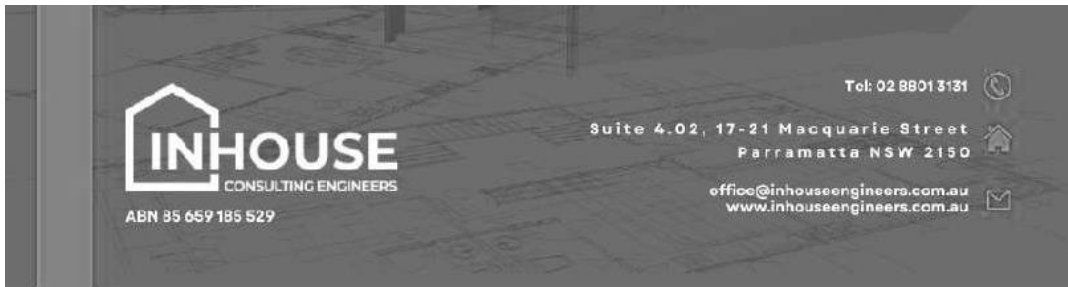 INHOUSE
CONSULTING ENGINEERS
ABN 85 659 185 529
Tel: 02 8801 3131
Suite 4.02, 17-21 Macquarie Street
Parramatta NSW 2150
office@inhouseengineers.com.au
www.inhouseengineers.com.au